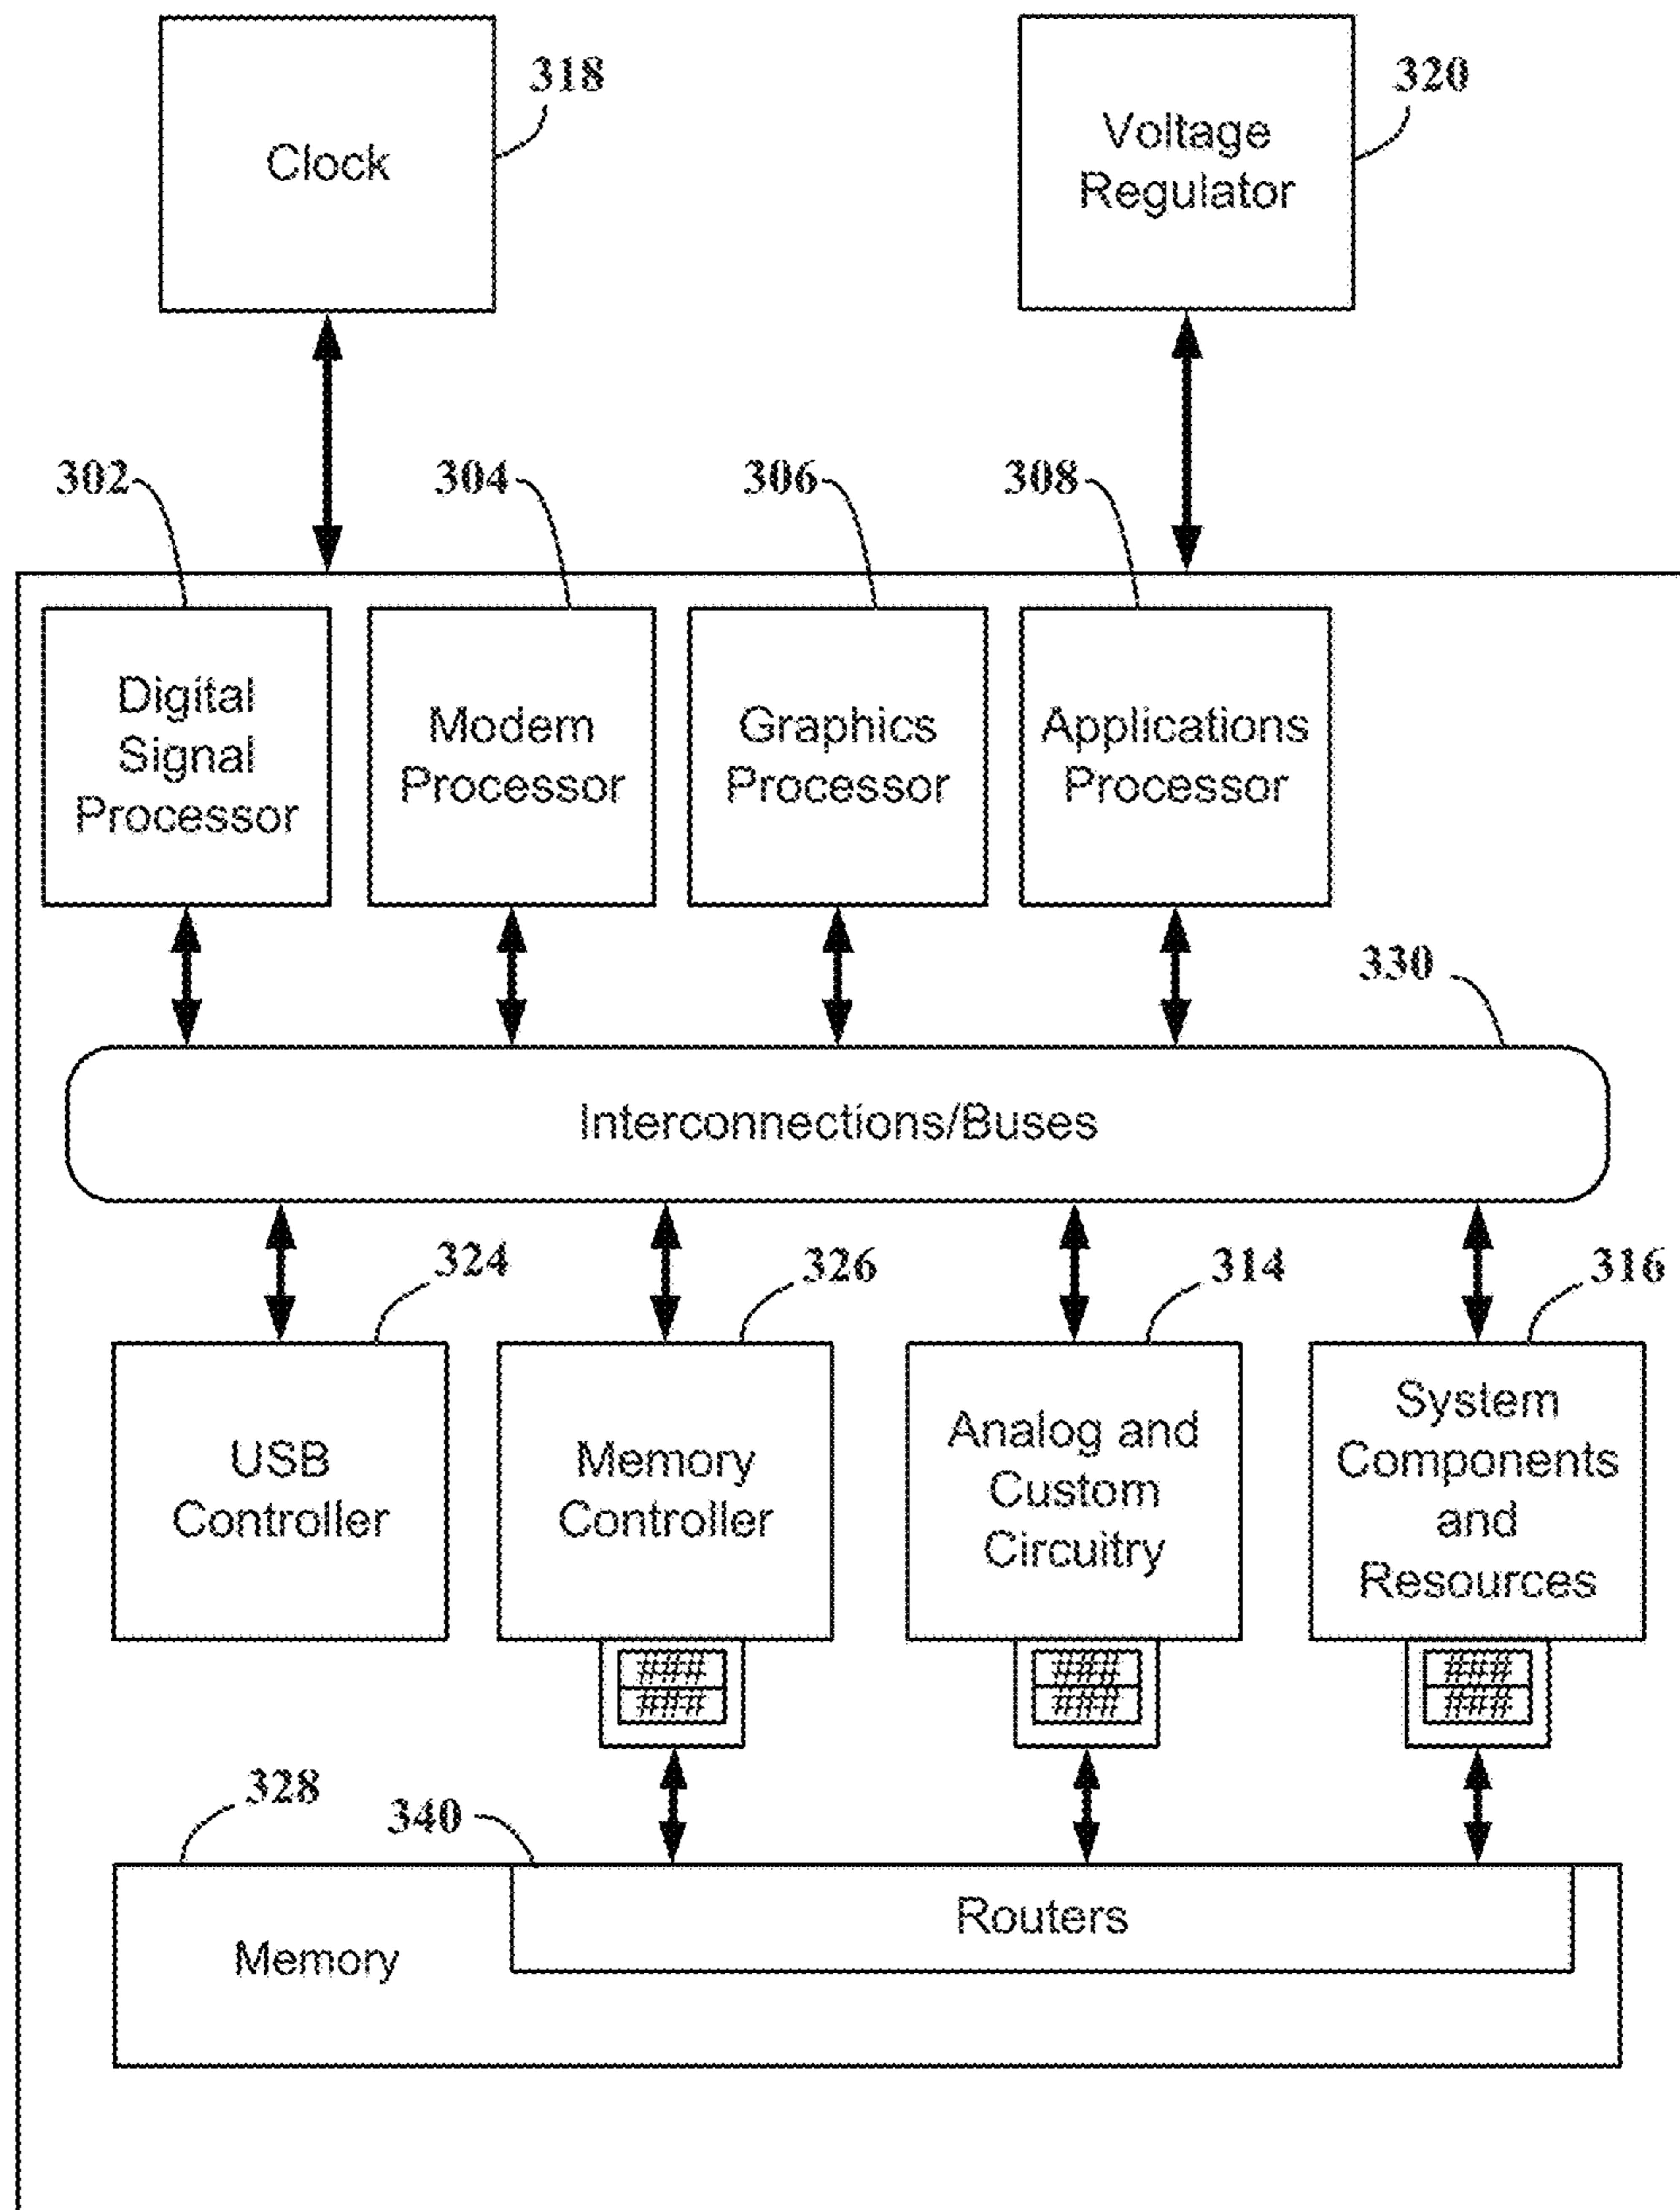 318
Clock
320
Voltage
Regulator
302
304
306
308
Digital
Signal
Processor
Modem
Processor
Graphics
Processor
Applications
Processor
330
Interconnections/Buses
324
326
314
316
USB
Controller
Memory
Controller
Analog and
Custom
Circuitry
System
Components
and
Resources
###
###
###
###
###
###
328
340
Routers
Memory